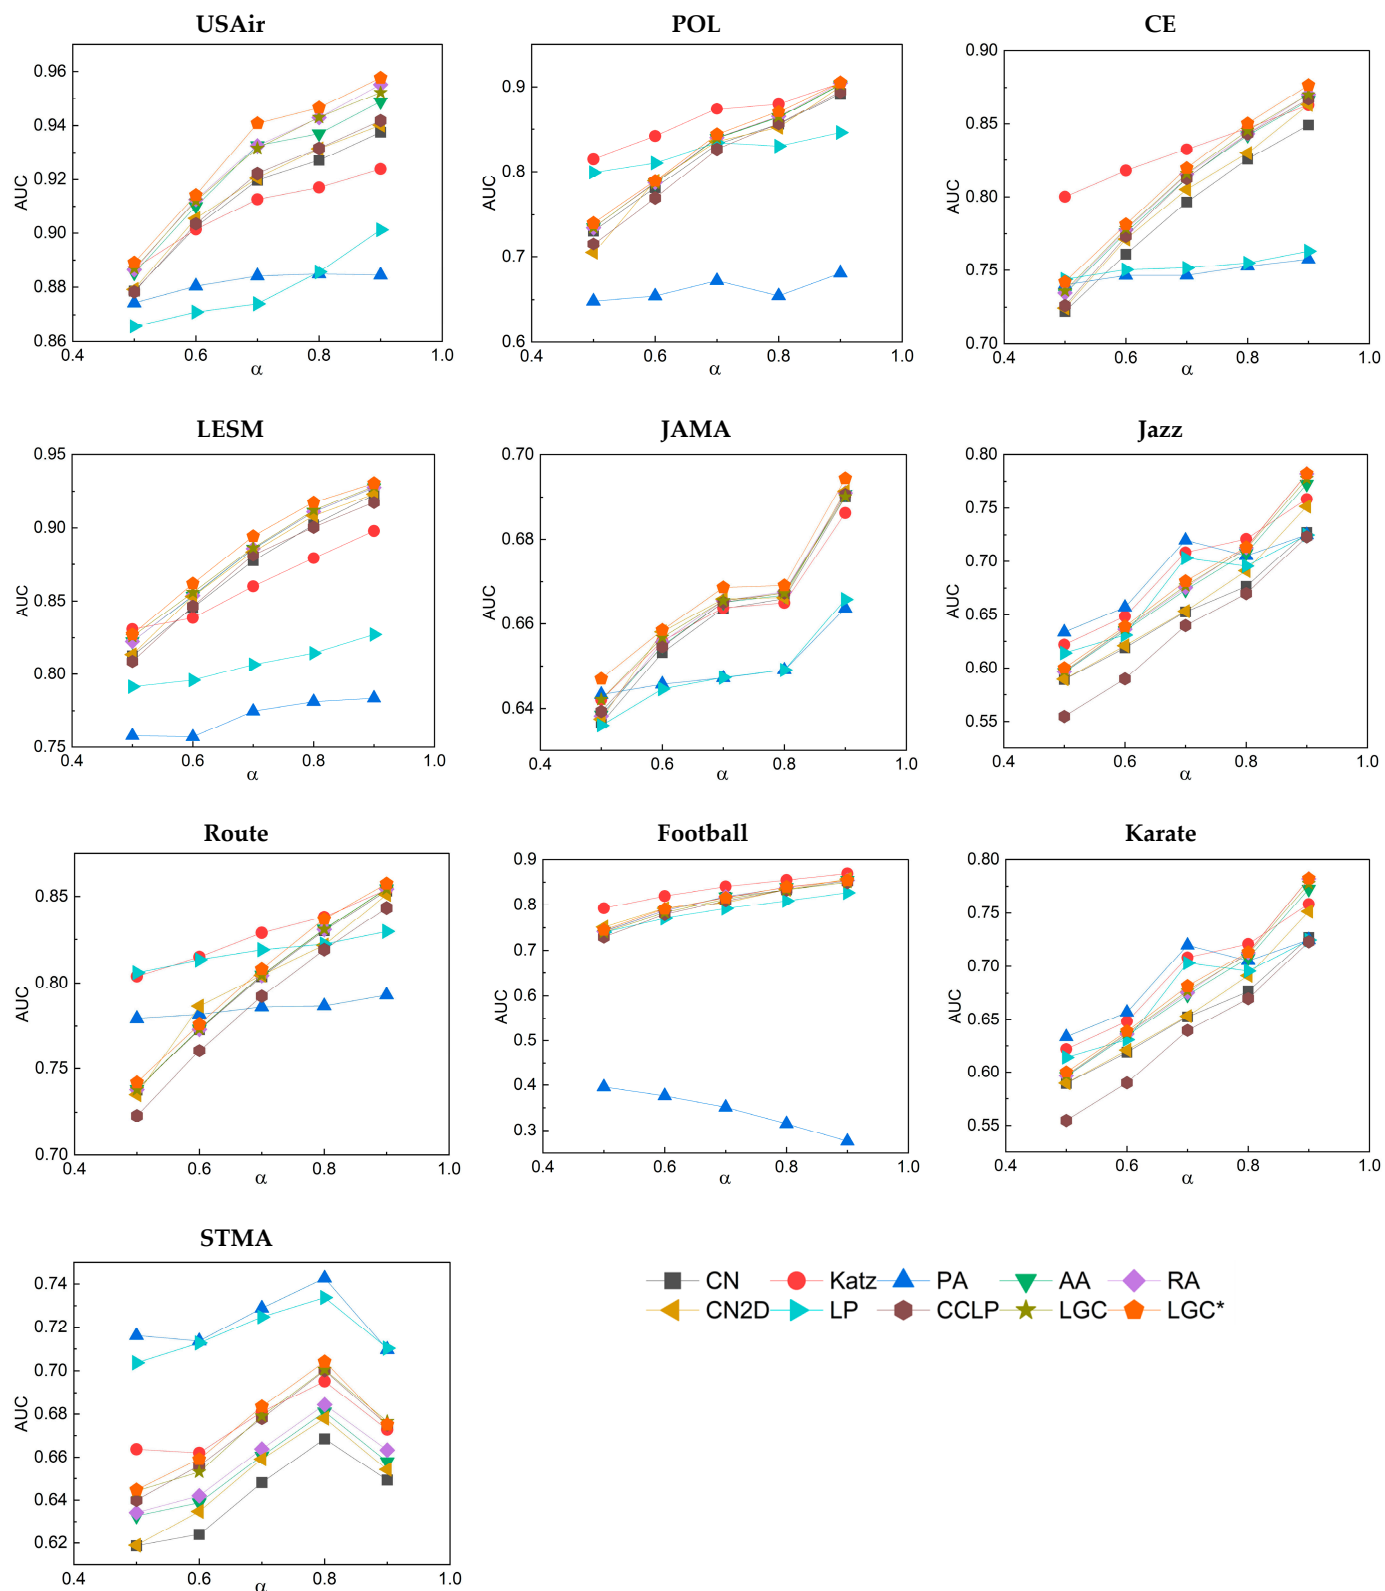 USAir
POL
CE
AUC
0.96
0.94
0.92
0.90
0.88
0.86
0.4
0.6
0.8
1.0
α
AUC
0.9
0.8
0.7
0.6
0.4
0.6
0.8
1.0
α
AUC
0.90
0.85
0.80
0.75
0.70
0.4
0.6
0.8
1.0
α
LESM
JAMA
Jazz
AUC
0.95
0.90
0.85
0.80
0.75
0.4
0.6
0.8
1.0
α
AUC
0.70
0.68
0.66
0.64
0.4
0.6
0.8
1.0
α
AUC
0.80
0.75
0.70
0.65
0.60
0.55
0.4
0.6
0.8
1.0
α
Route
Football
Karate
AUC
0.85
0.80
0.75
0.70
0.4
0.6
0.8
1.0
α
AUC
0.9
0.8
0.7
0.6
0.5
0.4
0.3
0.4
0.6
0.8
1.0
α
AUC
0.80
0.75
0.70
0.65
0.60
0.55
0.4
0.6
0.8
1.0
α
STMA
AUC
0.74
0.72
0.70
0.68
0.66
0.64
0.62
0.4
0.6
0.8
1.0
α
CN Katz PA AA RA
CN2D LP CCLP LGC LGC*